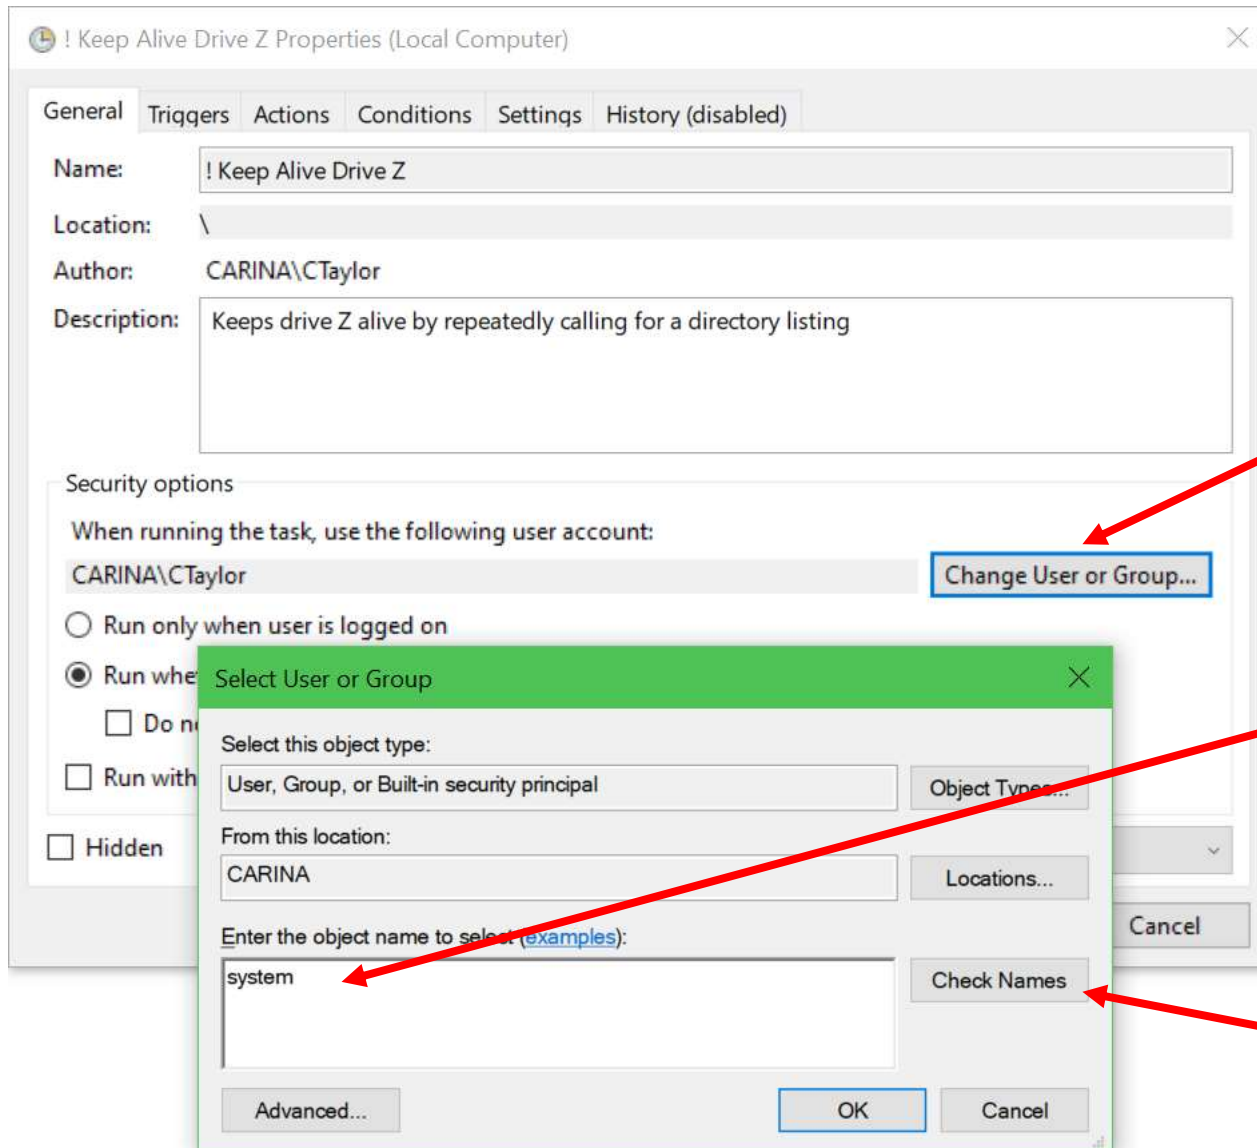 ! Keep Alive Drive Z Properties (Local Computer)
General Triggers Actions Conditions Settings History (disabled)
Name: ! Keep Alive Drive Z
Location: \
Author: CARINA\CTaylor
Description: Keeps drive Z alive by repeatedly calling for a directory listing
Security options
When running the task, use the following user account:
CARINA\CTaylor Change User or Group...
Run only when user is logged on
Run whe
Do n
Run with
Hidden
Cancel
Select User or Group
Select this object type:
User, Group, or Built-in security principal Object Types...
From this location:
CARINA Locations...
Enter the object name to select (examples):
system Check Names
Advanced... OK Cancel